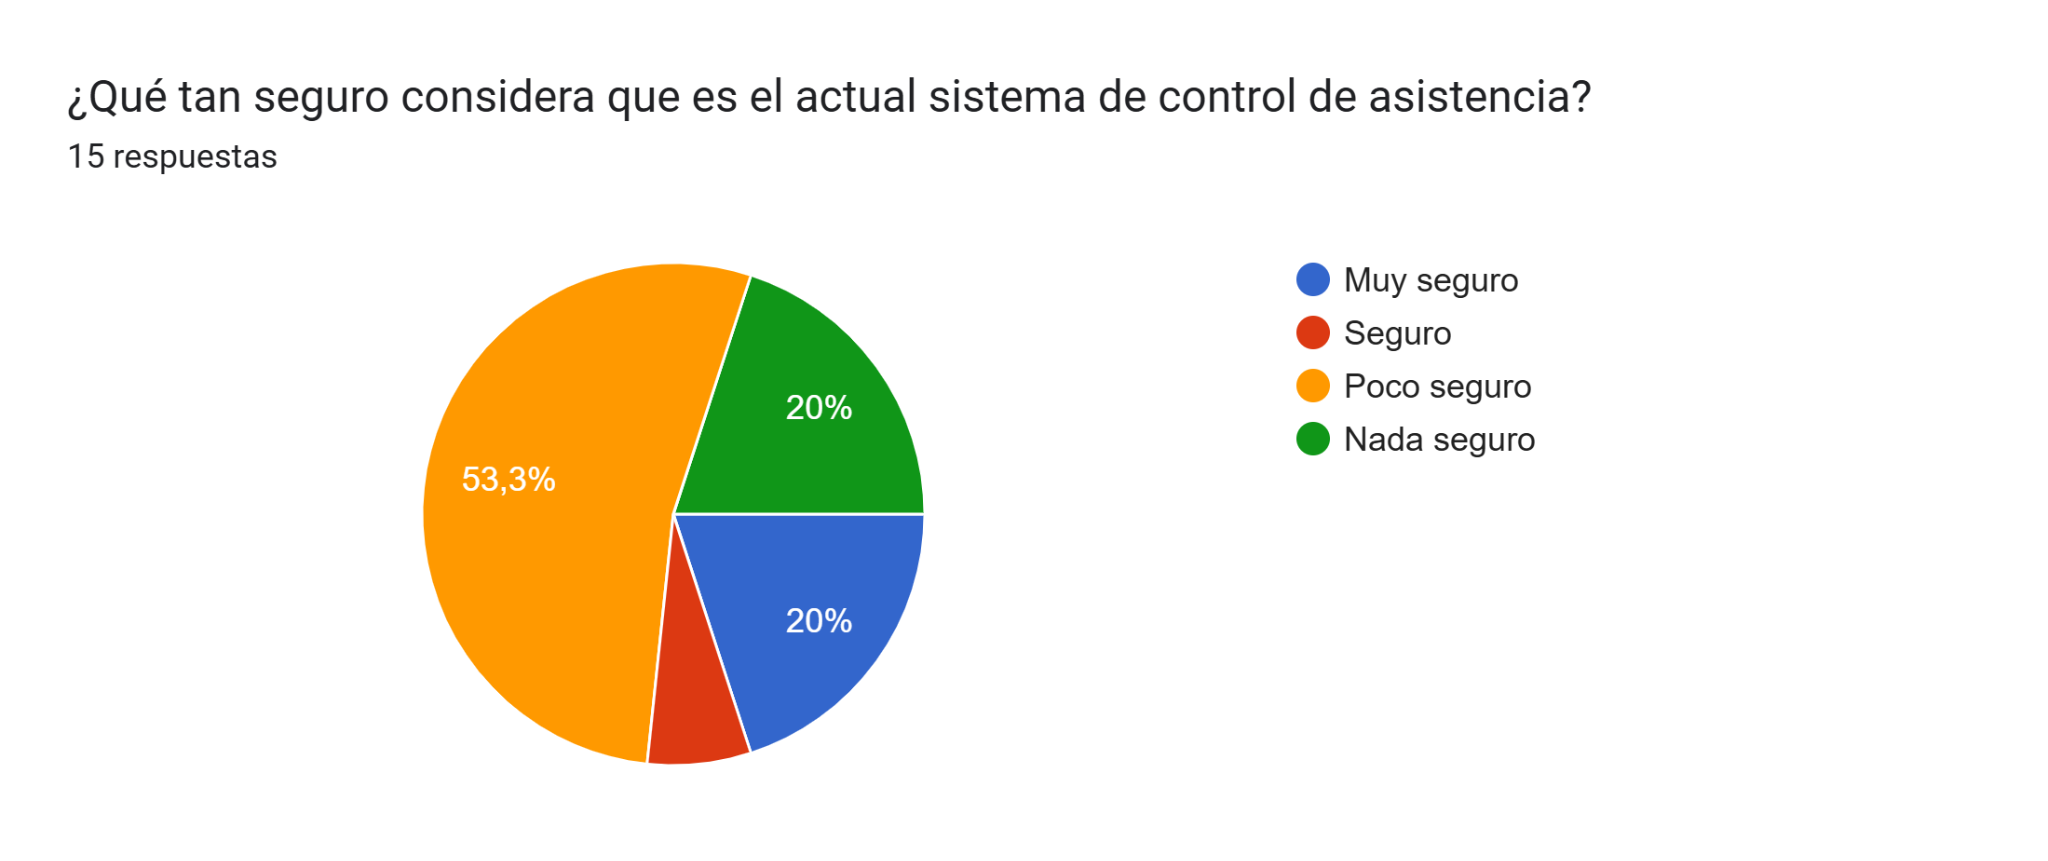 ¿Qué tan seguro considera que es el actual sistema de control de asistencia?
15 respuestas
20%
53,3%
20%
Muy seguro
Seguro
Poco seguro
Nada seguro